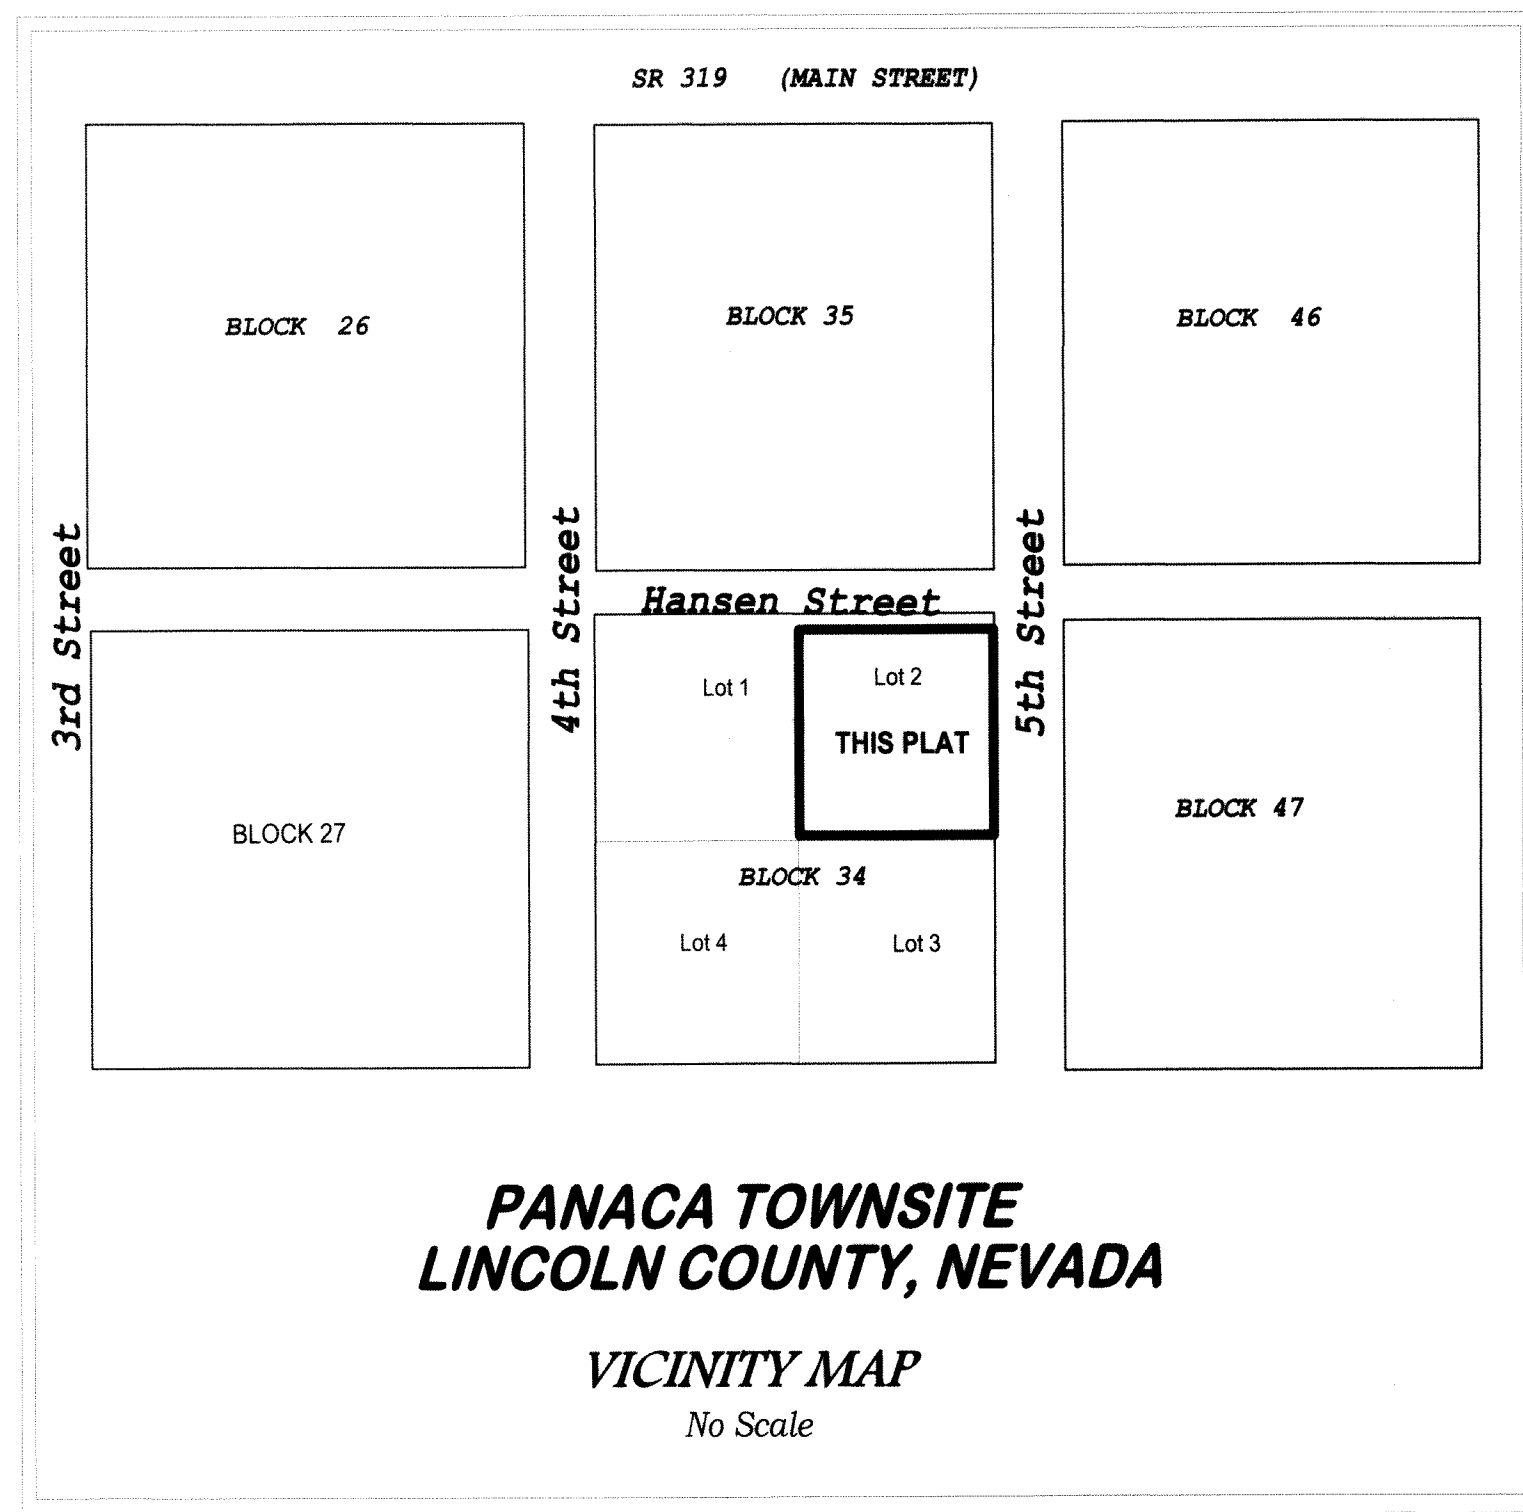 SR 319 (MAIN STREET)
BLOCK 26
BLOCK 35
BLOCK 46
3rd Street
4th Street
5th Street
Hansen Street
Lot 1
Lot 2
THIS PLAT
BLOCK 27
BLOCK 47
BLOCK 34
Lot 4
Lot 3
PANACA TOWNSITE
LINCOLN COUNTY, NEVADA
VICINITY MAP
No Scale